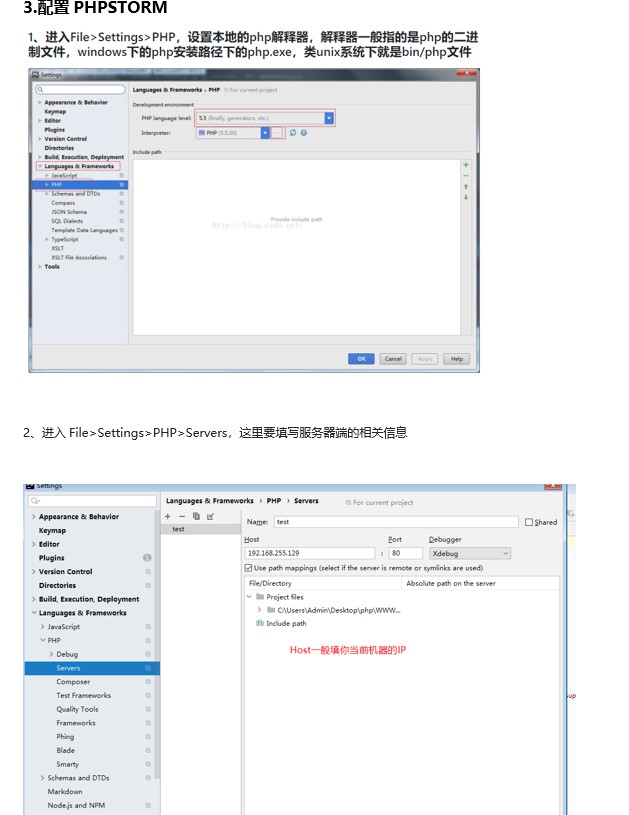 3.配置 PHPSTORM
1、进入File>Settings>PHP，设置本地的php解释器，解释器一般指的是php的二进
制文件，windows下的php安装路径下的php.exe，类unix系统下就是bin/php文件
Settings
Languages & Frameworks › PHP For current project
Appearance & Behavior
Keymap
Editor
Plugins
Version Control
Directories
Build, Execution, Deployment
Languages & Frameworks
JavaScript
PHP
Schemas and DTDs
Compass
JSON Schema
SQL Dialects
Template Data Languages
TypeScript
XSLT
XSLT File Associations
Tools
Development environment
PHP language level: 5.5 (finally, generators, etc.)
Interpreter: PHP (5.5.20)
Include path
Provide include path
http://blog.csdn.net/
OK Cancel Apply Help
2、进入 File>Settings>PHP>Servers，这里要填写服务器端的相关信息
Settings
Languages & Frameworks › PHP › Servers For current project
Appearance & Behavior
Keymap
Editor
Plugins 1
Version Control
Directories
Build, Execution, Deployment
Languages & Frameworks
JavaScript
PHP
Debug
Servers
Composer
Test Frameworks
Quality Tools
Frameworks
Phing
Blade
Smarty
Schemas and DTDs
Markdown
Node.js and NPM
test
Name: test Shared
Host Port Debugger
192.168.255.129 : 80 Xdebug
Use path mappings (select if the server is remote or symlinks are used)
File/Directory Absolute path on the server
Project files
C:\Users\Admin\Desktop\php\WWW...
Include path
Host一般填你当前机器的IP
sup